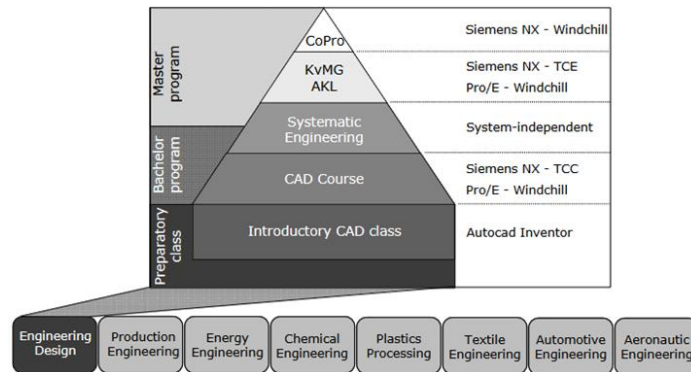 CoPro
Siemens NX - Windchill
Master
program
KvMG
AKL
Siemens NX - TCE
Pro/E - Windchill
Systematic
Engineering
System-independent
Bachelor
program
CAD Course
Siemens NX - TCC
Pro/E - Windchill
Preparatory
class
Introductory CAD class
Autocad Inventor
Engineering
Design
Production
Engineering
Energy
Engineering
Chemical
Engineering
Plastics
Processing
Textile
Engineering
Automotive
Engineering
Aeronautic
Engineering